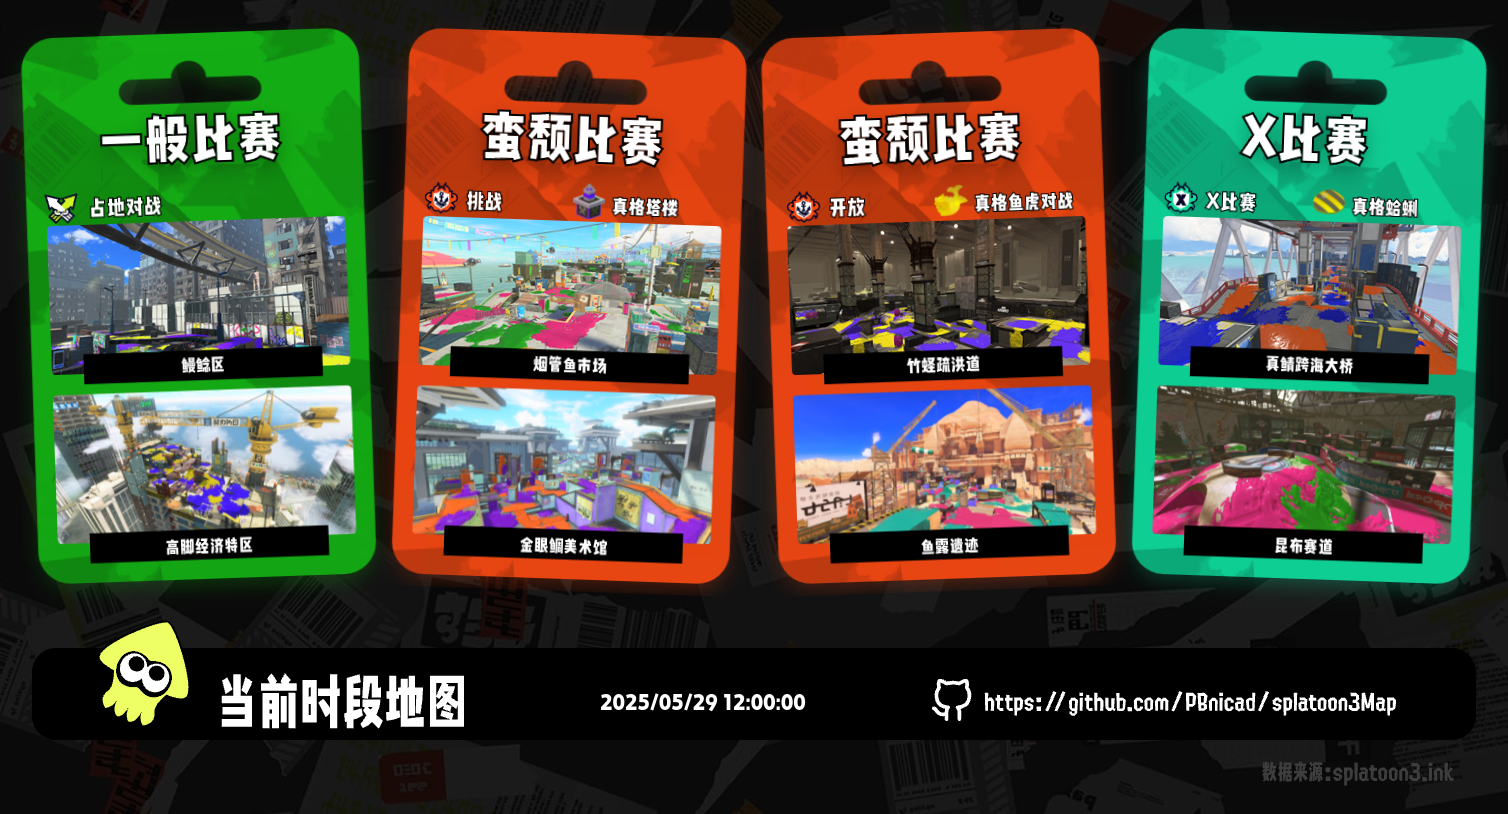 一般比赛
占地对战
鳗鲶区
高脚经济特区
蛮颓比赛
挑战
真格塔楼
烟管鱼市场
金眼鲷美术馆
蛮颓比赛
开放
真格鱼虎对战
竹蛏疏洪道
鱼露遗迹
X比赛
X比赛
真格蛤蜊
真鲭跨海大桥
昆布赛道
当前时段地图
2025/05/29 12:00:00
https://github.com/PBnicad/splatoon3Map
数据来源:splatoon3.ink